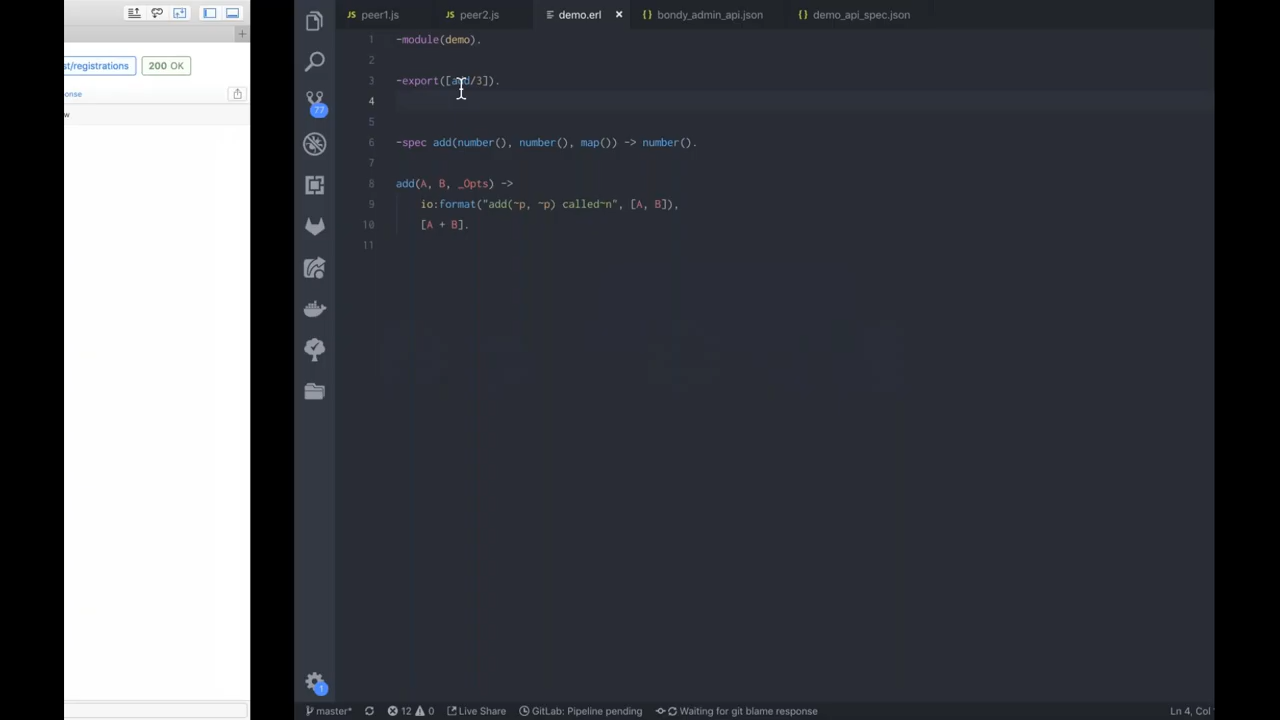 st/registrations
200 OK
onse
w
peer1.js
peer2.js
demo.erl
bondy_admin_api.json
demo_api_spec.json
1 -module(demo).
2
3 -export([add/3]).
4
5
6 -spec add(number(), number(), map()) -> number().
7
8 add(A, B, _Opts) ->
9 io:format("add(~p, ~p) called~n", [A, B]),
10 [A + B].
11
77
1
master* 12 0 Live Share GitLab: Pipeline pending Waiting for git blame response Ln 4, Col